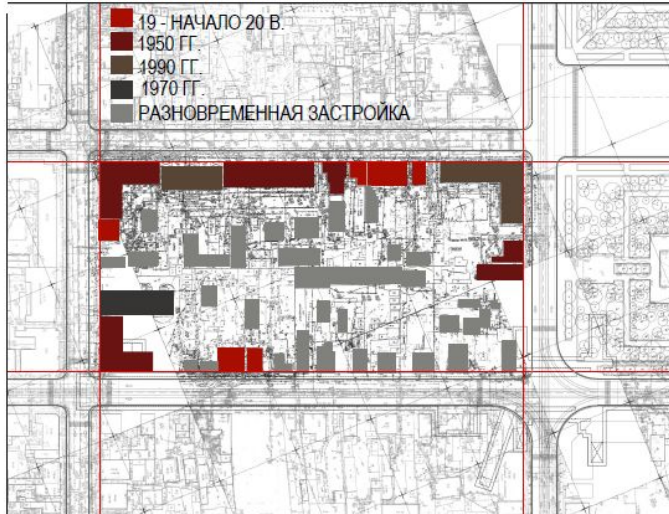 19 - НАЧАЛО 20 В.
1950 ГГ.
1990 ГГ.
1970 ГГ.
РАЗНОВРЕМЕННАЯ ЗАСТРОЙКА